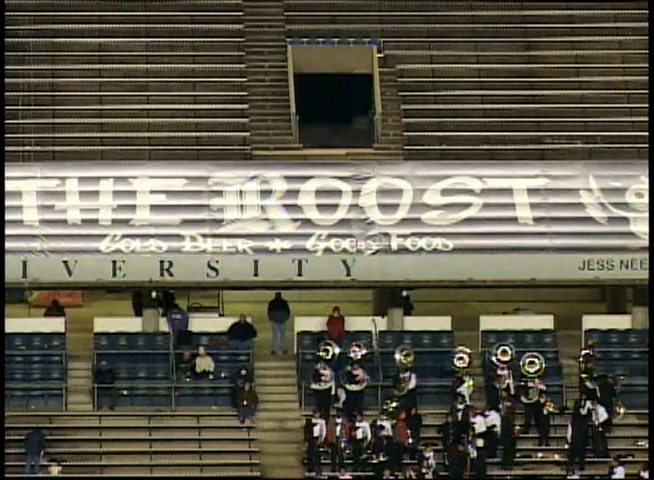 THE ROOST
COLD BEER * GOOD FOOD
IVERSITY
JESS NEE